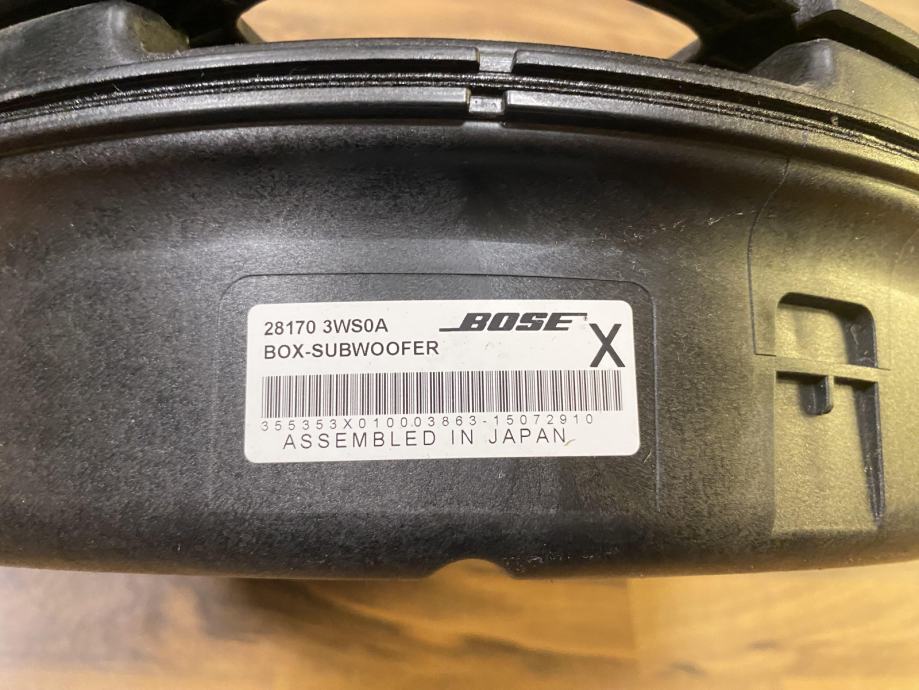 28170 3WS0A
BOSE
BOX-SUBWOOFER
X
355353X010003863-15072910
ASSEMBLED IN JAPAN